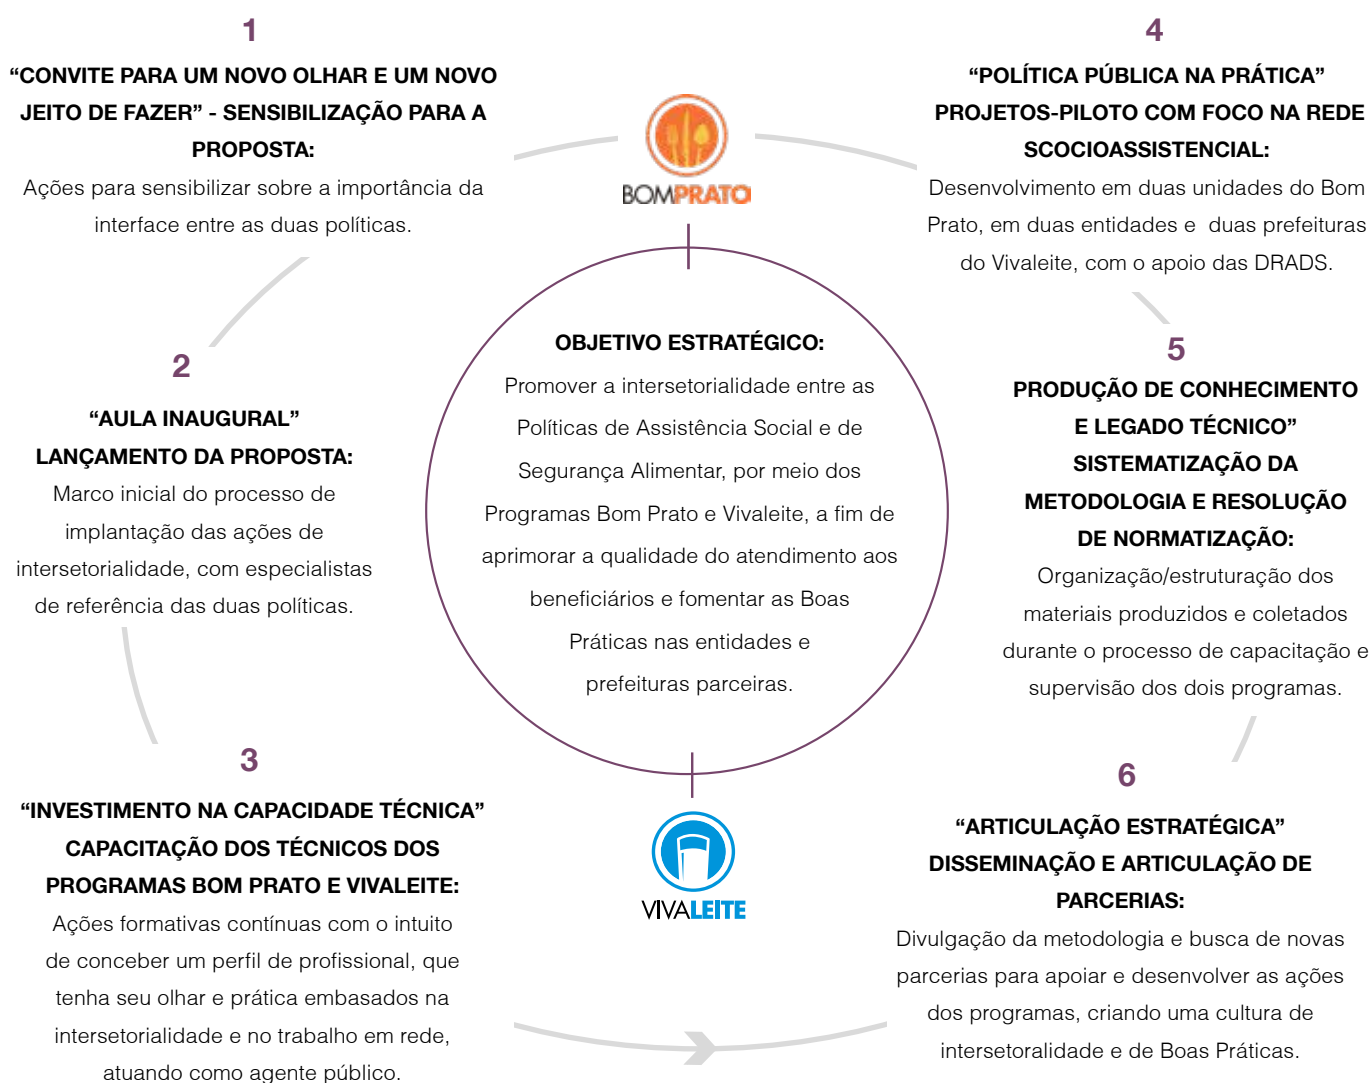 1
“CONVITE PARA UM NOVO OLHAR E UM NOVO
JEITO DE FAZER” - SENSIBILIZAÇÃO PARA A
PROPOSTA:
Ações para sensibilizar sobre a importância da
interface entre as duas políticas.
2
“AULA INAUGURAL”
LANÇAMENTO DA PROPOSTA:
Marco inicial do processo de
implantação das ações de
intersetorialidade, com especialistas
de referência das duas políticas.
3
“INVESTIMENTO NA CAPACIDADE TÉCNICA”
CAPACITAÇÃO DOS TÉCNICOS DOS
PROGRAMAS BOM PRATO E VIVALEITE:
Ações formativas contínuas com o intuito
de conceber um perfil de profissional, que
tenha seu olhar e prática embasados na
intersetorialidade e no trabalho em rede,
atuando como agente público.
BOMPRATO
OBJETIVO ESTRATÉGICO:
Promover a intersetorialidade entre as
Políticas de Assistência Social e de
Segurança Alimentar, por meio dos
Programas Bom Prato e Vivaleite, a fim de
aprimorar a qualidade do atendimento aos
beneficiários e fomentar as Boas
Práticas nas entidades e
prefeituras parceiras.
VIVALEITE
4
“POLÍTICA PÚBLICA NA PRÁTICA”
PROJETOS-PILOTO COM FOCO NA REDE
SCOCIOASSISTENCIAL:
Desenvolvimento em duas unidades do Bom
Prato, em duas entidades e duas prefeituras
do Vivaleite, com o apoio das DRADS.
5
PRODUÇÃO DE CONHECIMENTO
E LEGADO TÉCNICO”
SISTEMATIZAÇÃO DA
METODOLOGIA E RESOLUÇÃO
DE NORMATIZAÇÃO:
Organização/estruturação dos
materiais produzidos e coletados
durante o processo de capacitação e
supervisão dos dois programas.
6
“ARTICULAÇÃO ESTRATÉGICA”
DISSEMINAÇÃO E ARTICULAÇÃO DE
PARCERIAS:
Divulgação da metodologia e busca de novas
parcerias para apoiar e desenvolver as ações
dos programas, criando uma cultura de
intersetoralidade e de Boas Práticas.